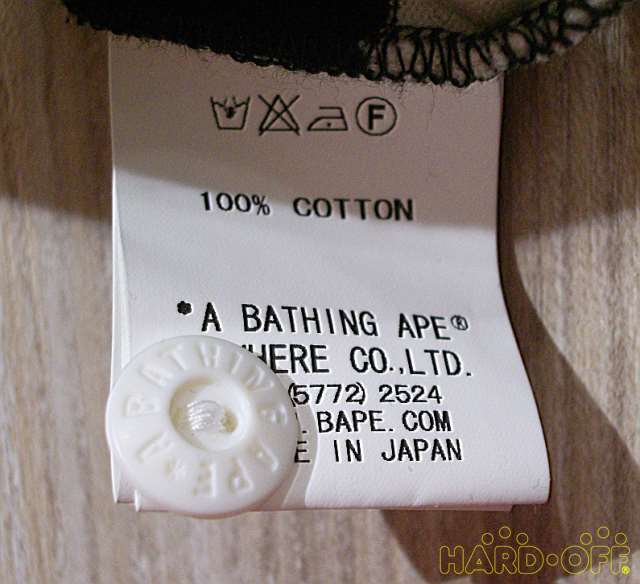 F
100% COTTON
*A BATHING APE®
HERE CO.,LTD.
(5772) 2524
BAPE.COM
IN JAPAN
A BATHING APE*
HARD·OFF